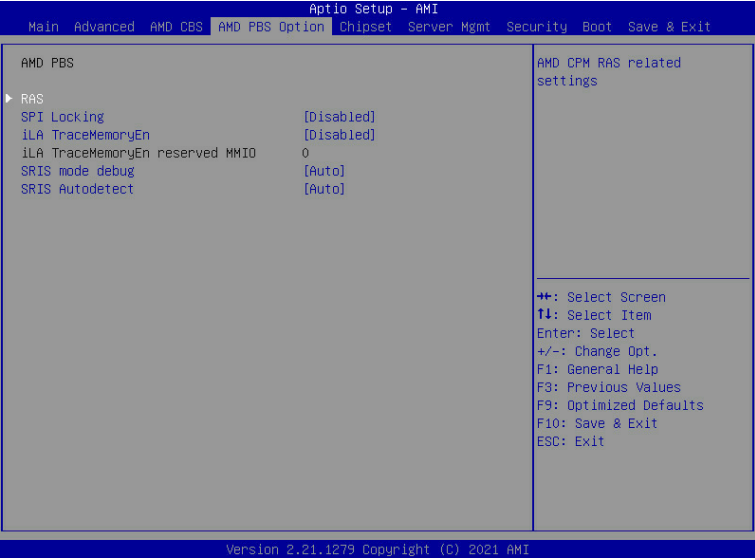 Aptio Setup – AMI
Main Advanced AMD CBS AMD PBS Option Chipset Server Mgmt Security Boot Save & Exit
AMD PBS
RAS
SPI Locking [Disabled]
iLA TraceMemoryEn [Disabled]
iLA TraceMemoryEn reserved MMIO 0
SRIS mode debug [Auto]
SRIS Autodetect [Auto]
AMD CPM RAS related
settings
→←: Select Screen
↑↓: Select Item
Enter: Select
+/-: Change Opt.
F1: General Help
F3: Previous Values
F9: Optimized Defaults
F10: Save & Exit
ESC: Exit
Version 2.21.1279 Copyright (C) 2021 AMI